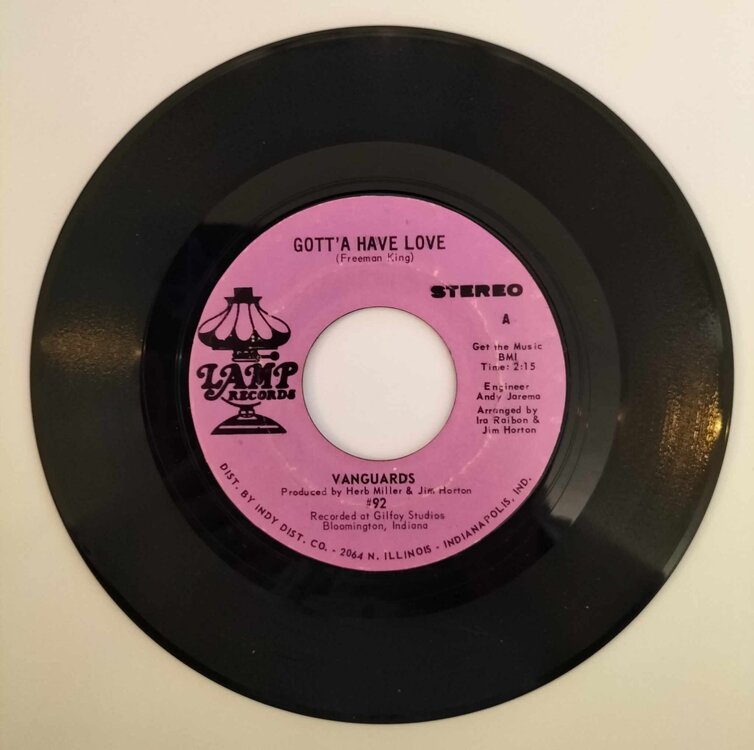 GOTT'A HAVE LOVE
(Freeman King)
STEREO
A
Get the Music
BMI
Time: 2:15
Engineer
Andy Jarema
Arranged by
Ira Raibon &
Jim Horton
LAMP
RECORDS
VANGUARDS
Produced by Herb Miller & Jim Horton
#92
Recorded at Gilfoy Studios
Bloomington, Indiana
DIST. BY INDY DIST. CO. - 2064 N. ILLINOIS - INDIANAPOLIS, IND.